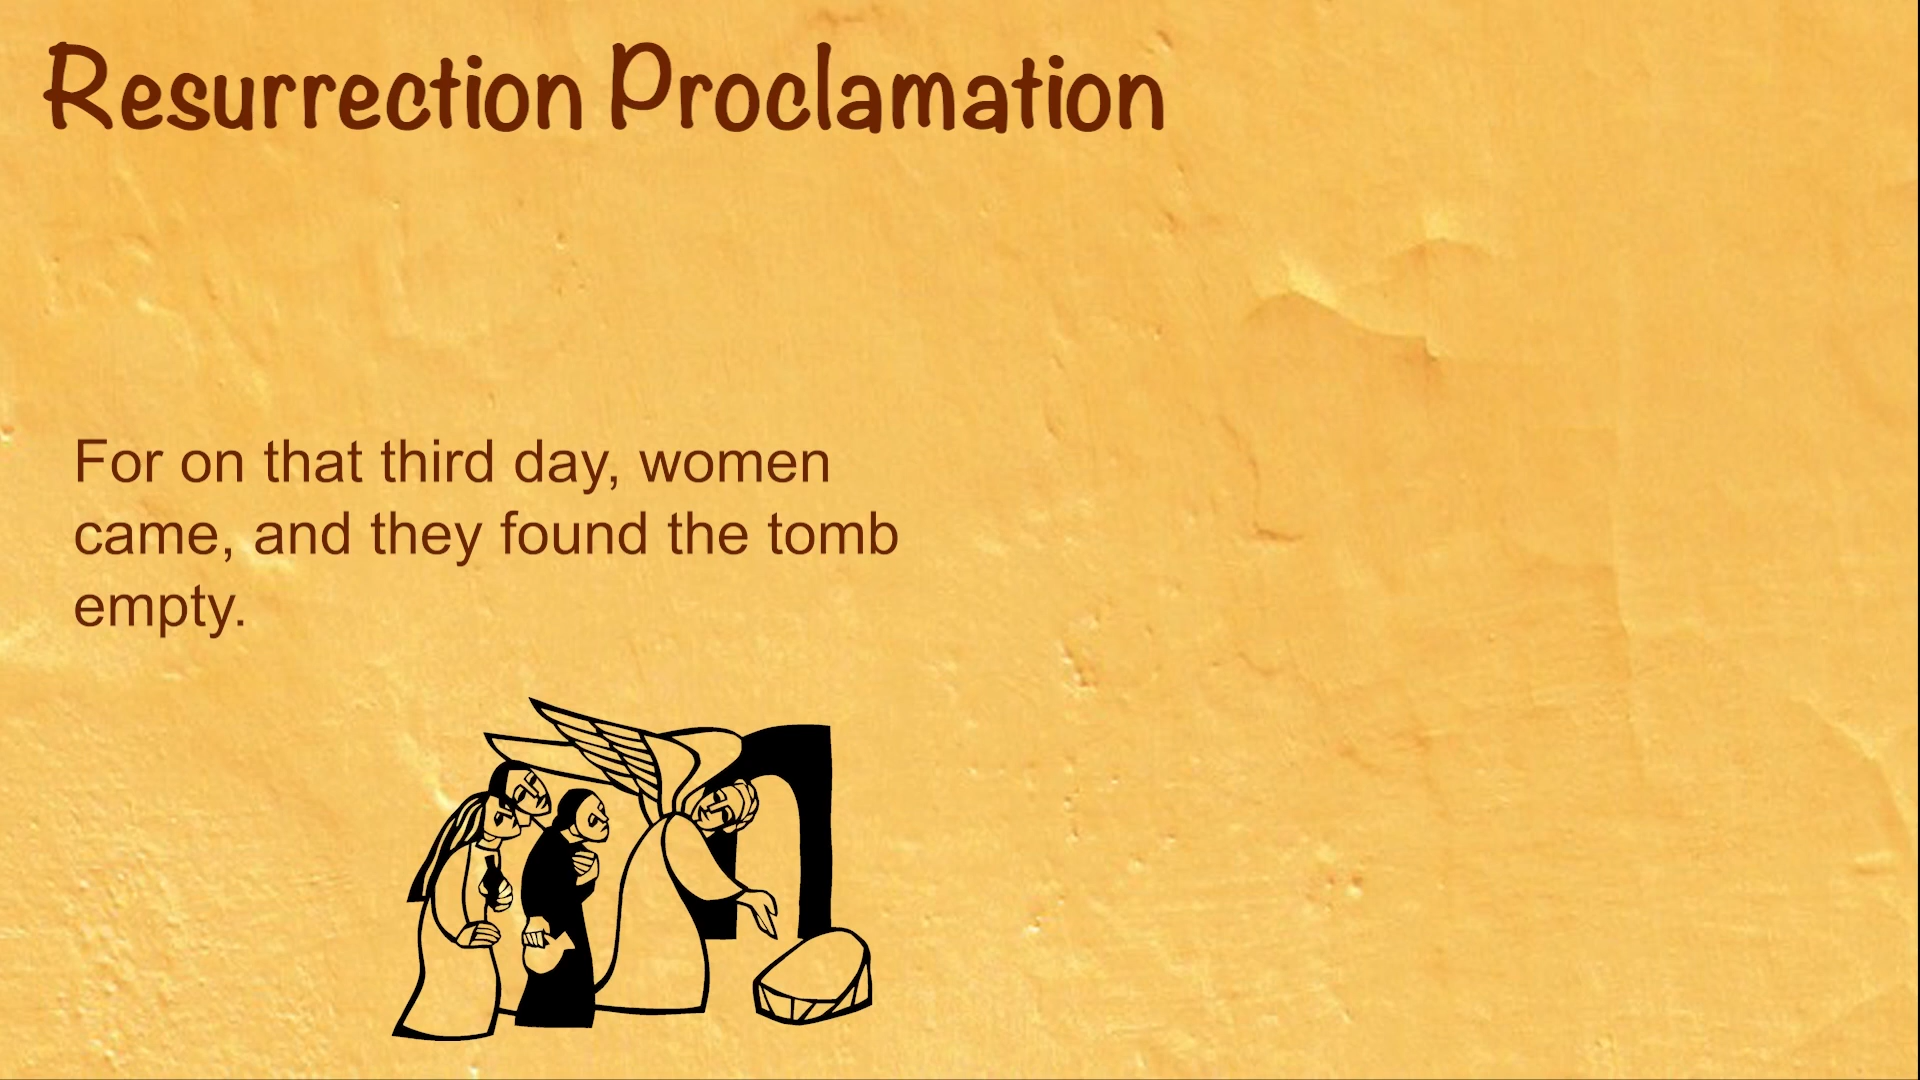 Resurrection Proclamation
For on that third day, women
came, and they found the tomb
empty.